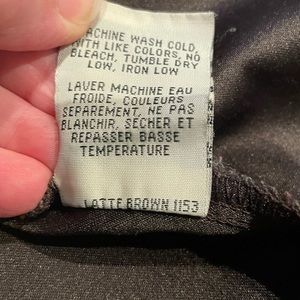 MACHINE WASH COLD,
WITH LIKE COLORS, NO
BLEACH, TUMBLE DRY
LOW, IRON LOW
LAVER MACHINE EAU
FROIDE, COULEURS
SEPAREMENT, NE PAS
BLANCHIR, SECHER ET
REPASSER BASSE
TEMPERATURE
LATTE BROWN 1153